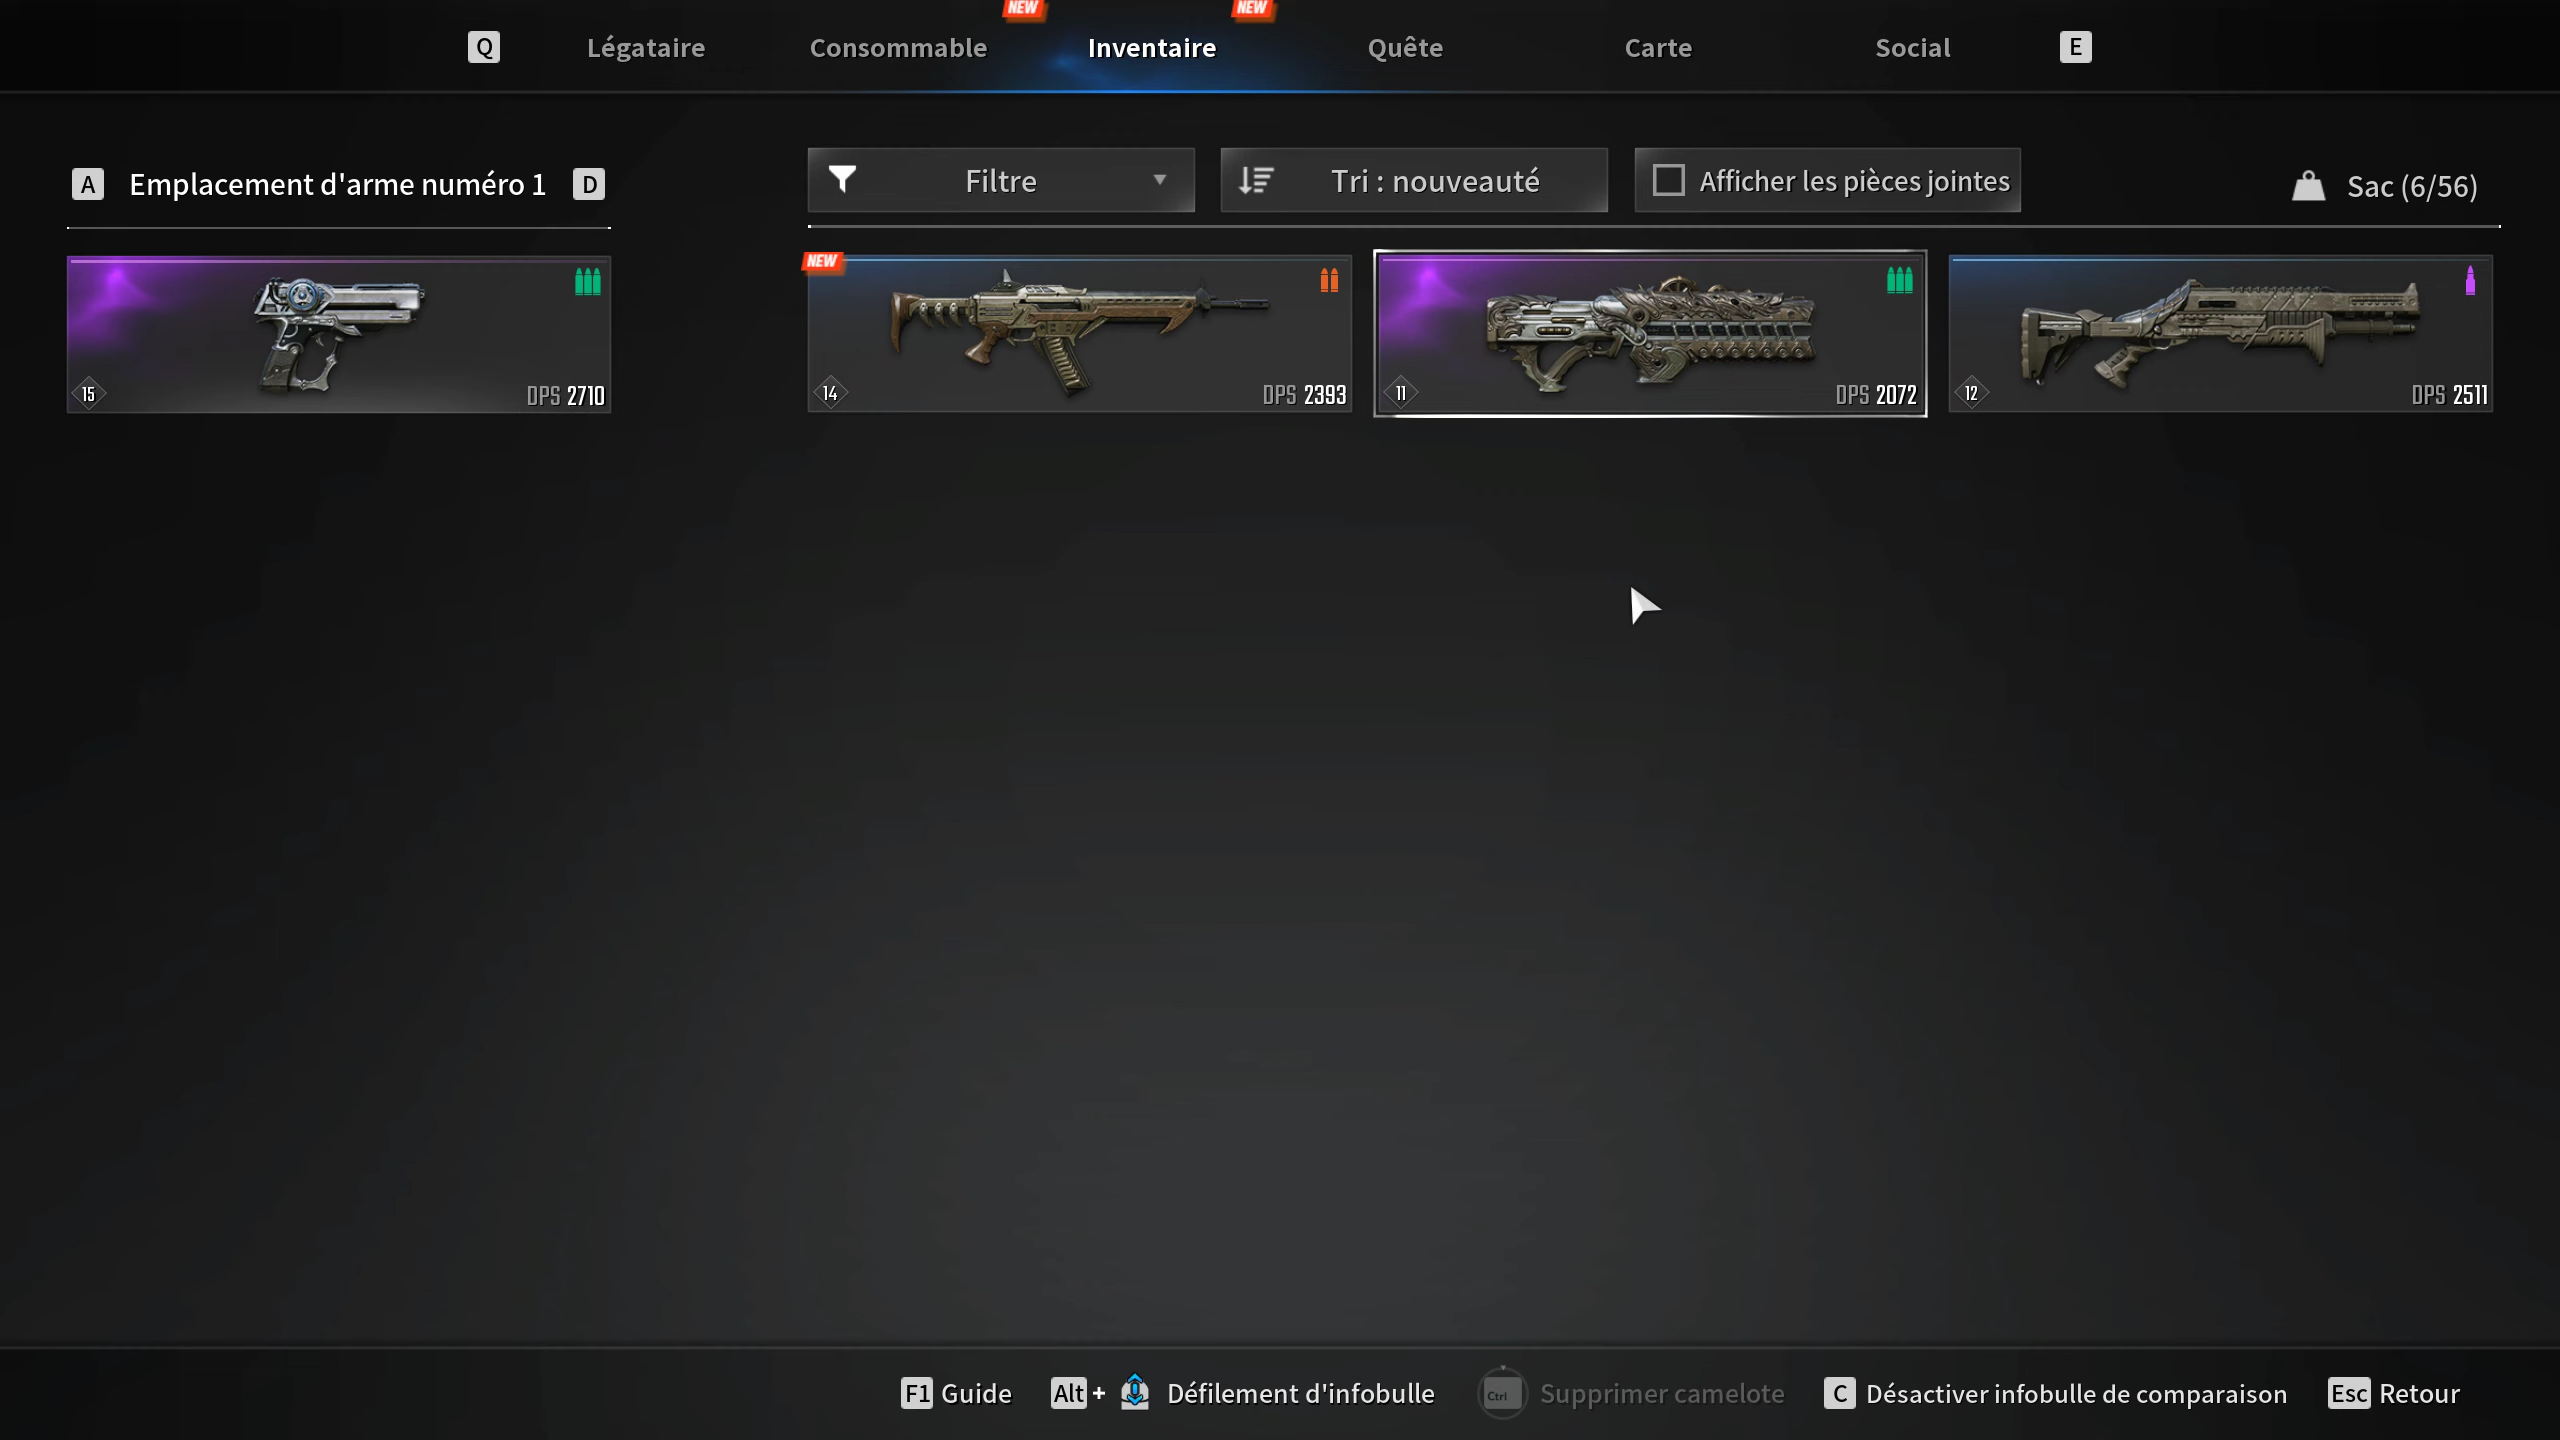 NEW NEW
Q Légataire Consommable Inventaire Quête Carte Social E
A Emplacement d'arme numéro 1 D
Filtre Tri : nouveauté Afficher les pièces jointes Sac (6/56)
NEW
15 DPS 2710 14 DPS 2393 11 DPS 2072 12 DPS 2511
F1 Guide Alt + Défilement d'infobulle Ctrl Supprimer camelote C Désactiver infobulle de comparaison Esc Retour